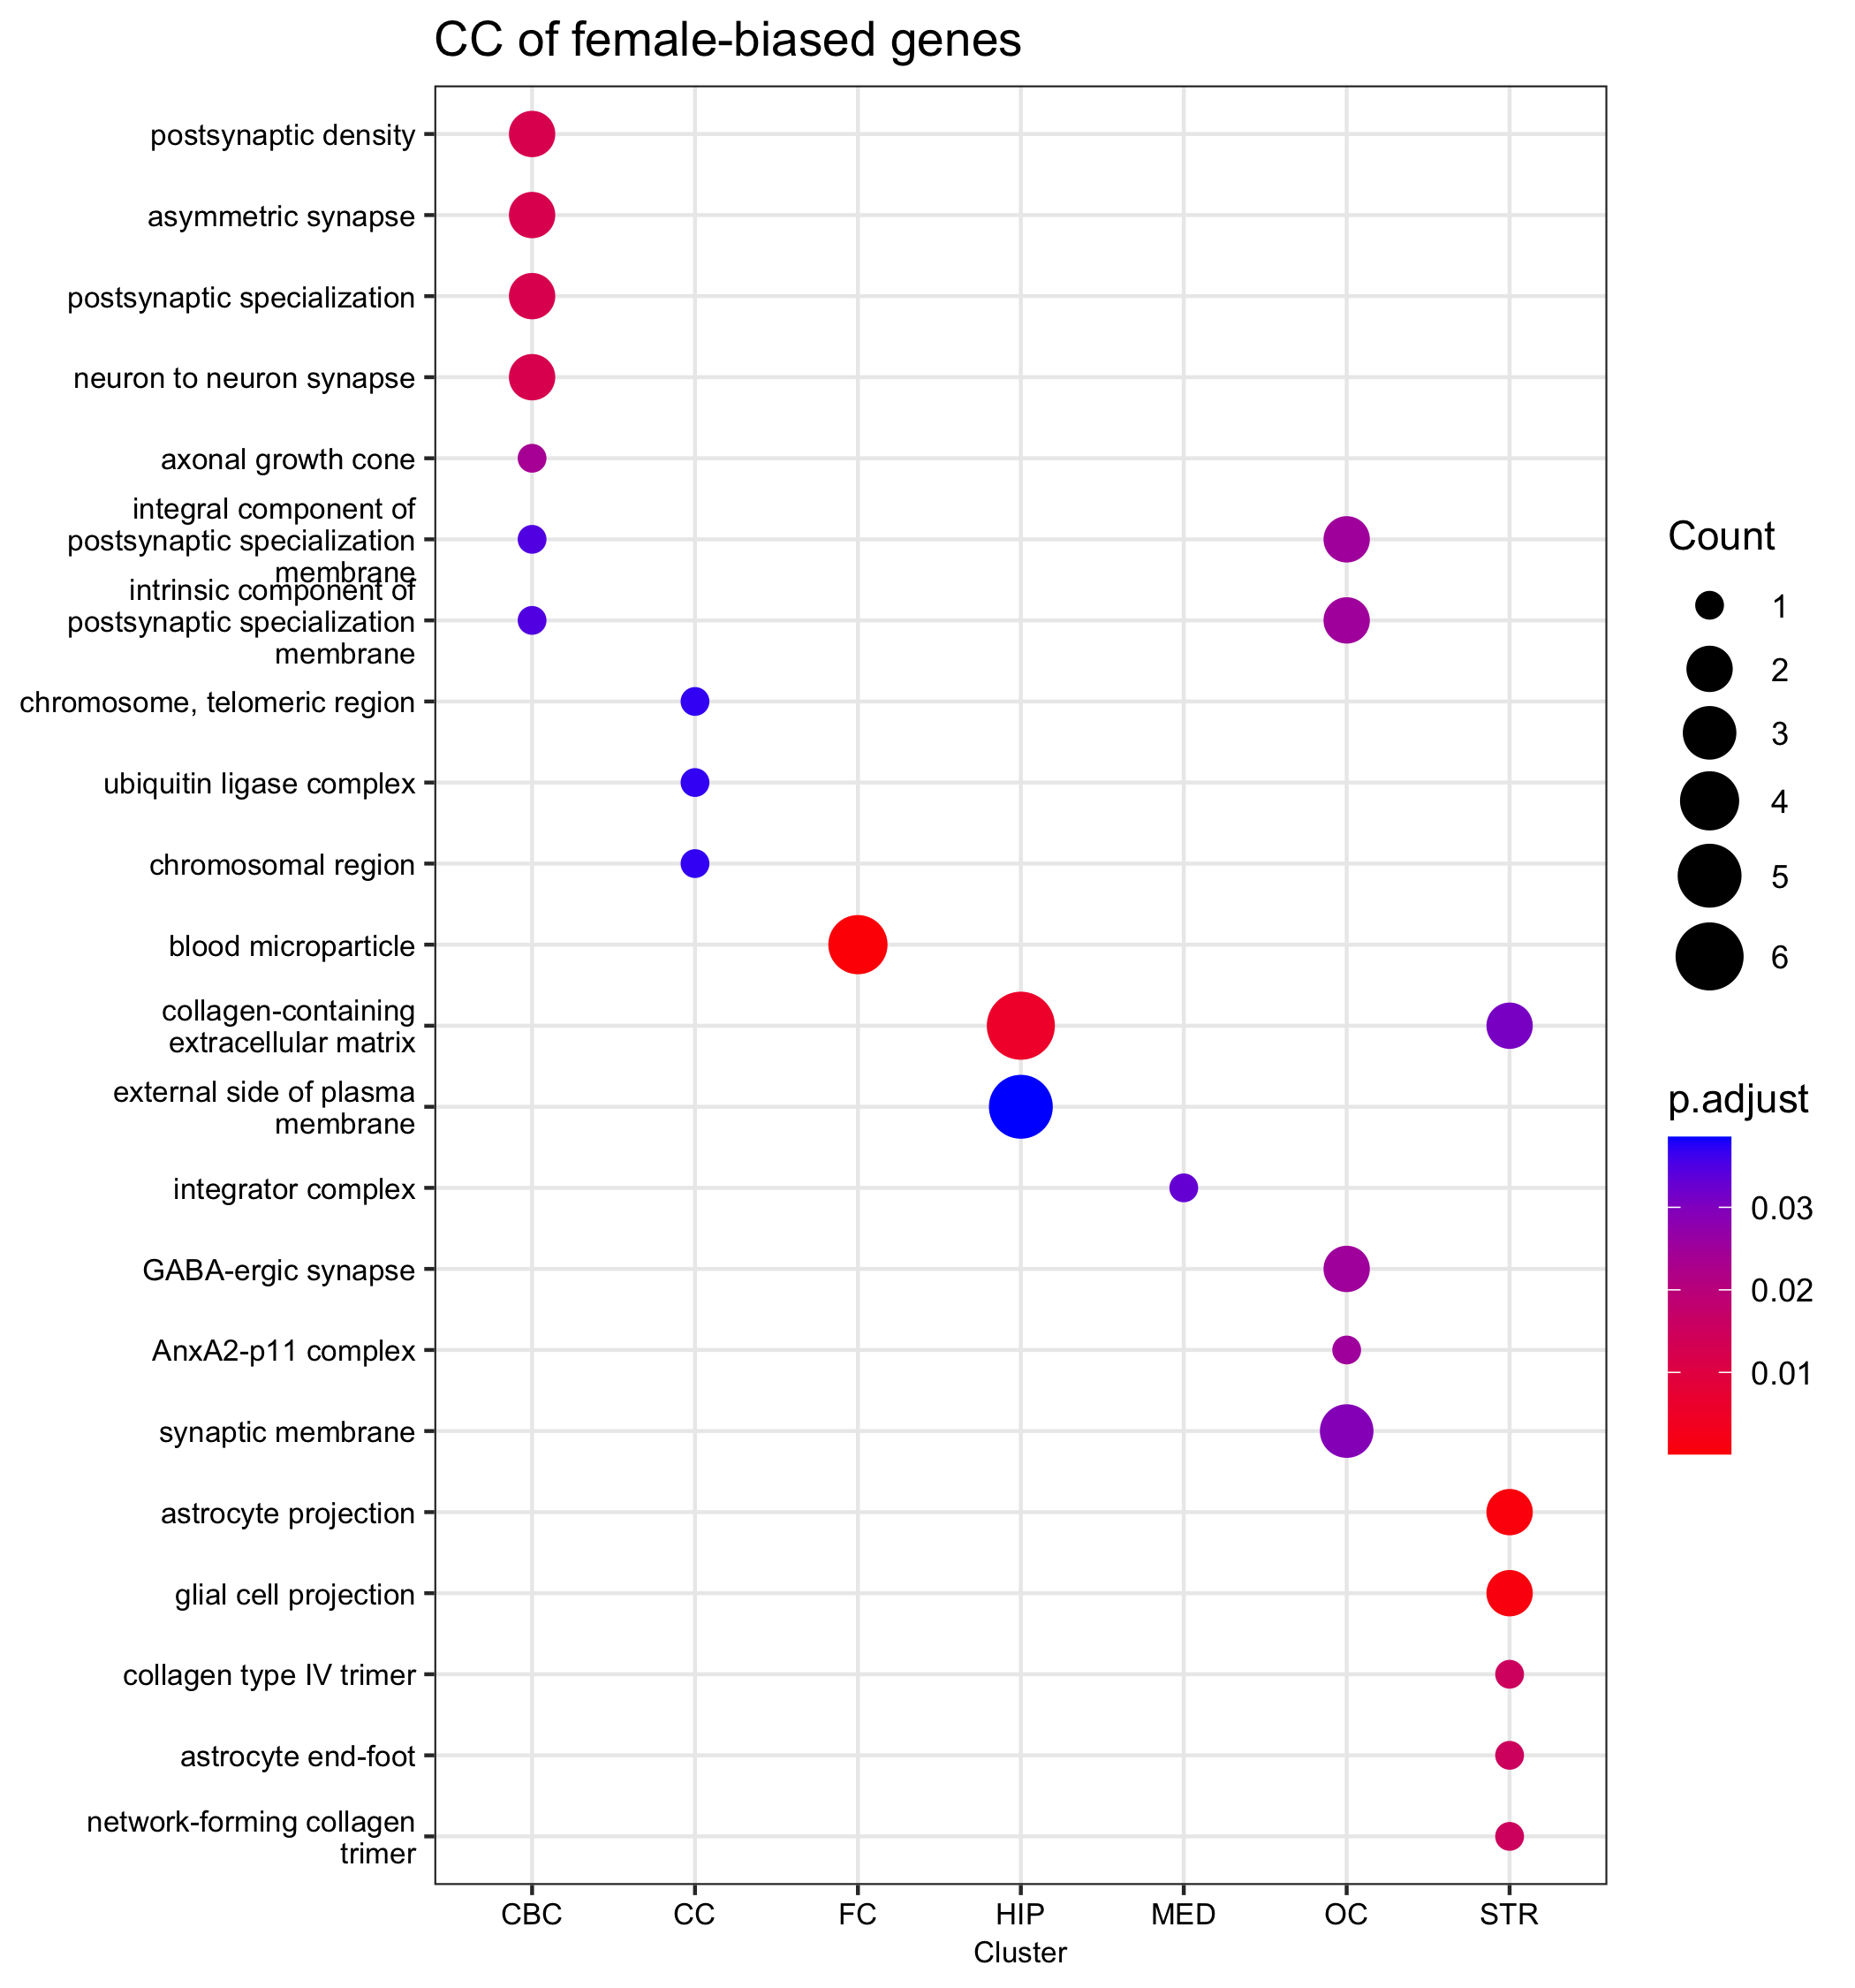 CC of female-biased genes
postsynaptic density
asymmetric synapse
postsynaptic specialization
neuron to neuron synapse
axonal growth cone
integral component of
postsynaptic specialization
membrane
intrinsic component of
postsynaptic specialization
membrane
chromosome, telomeric region
ubiquitin ligase complex
chromosomal region
blood microparticle
collagen-containing
extracellular matrix
external side of plasma
membrane
integrator complex
GABA-ergic synapse
AnxA2-p11 complex
synaptic membrane
astrocyte projection
glial cell projection
collagen type IV trimer
astrocyte end-foot
network-forming collagen
trimer
CBC CC FC HIP MED OC STR
Cluster
Count
1
2
3
4
5
6
p.adjust
0.03
0.02
0.01